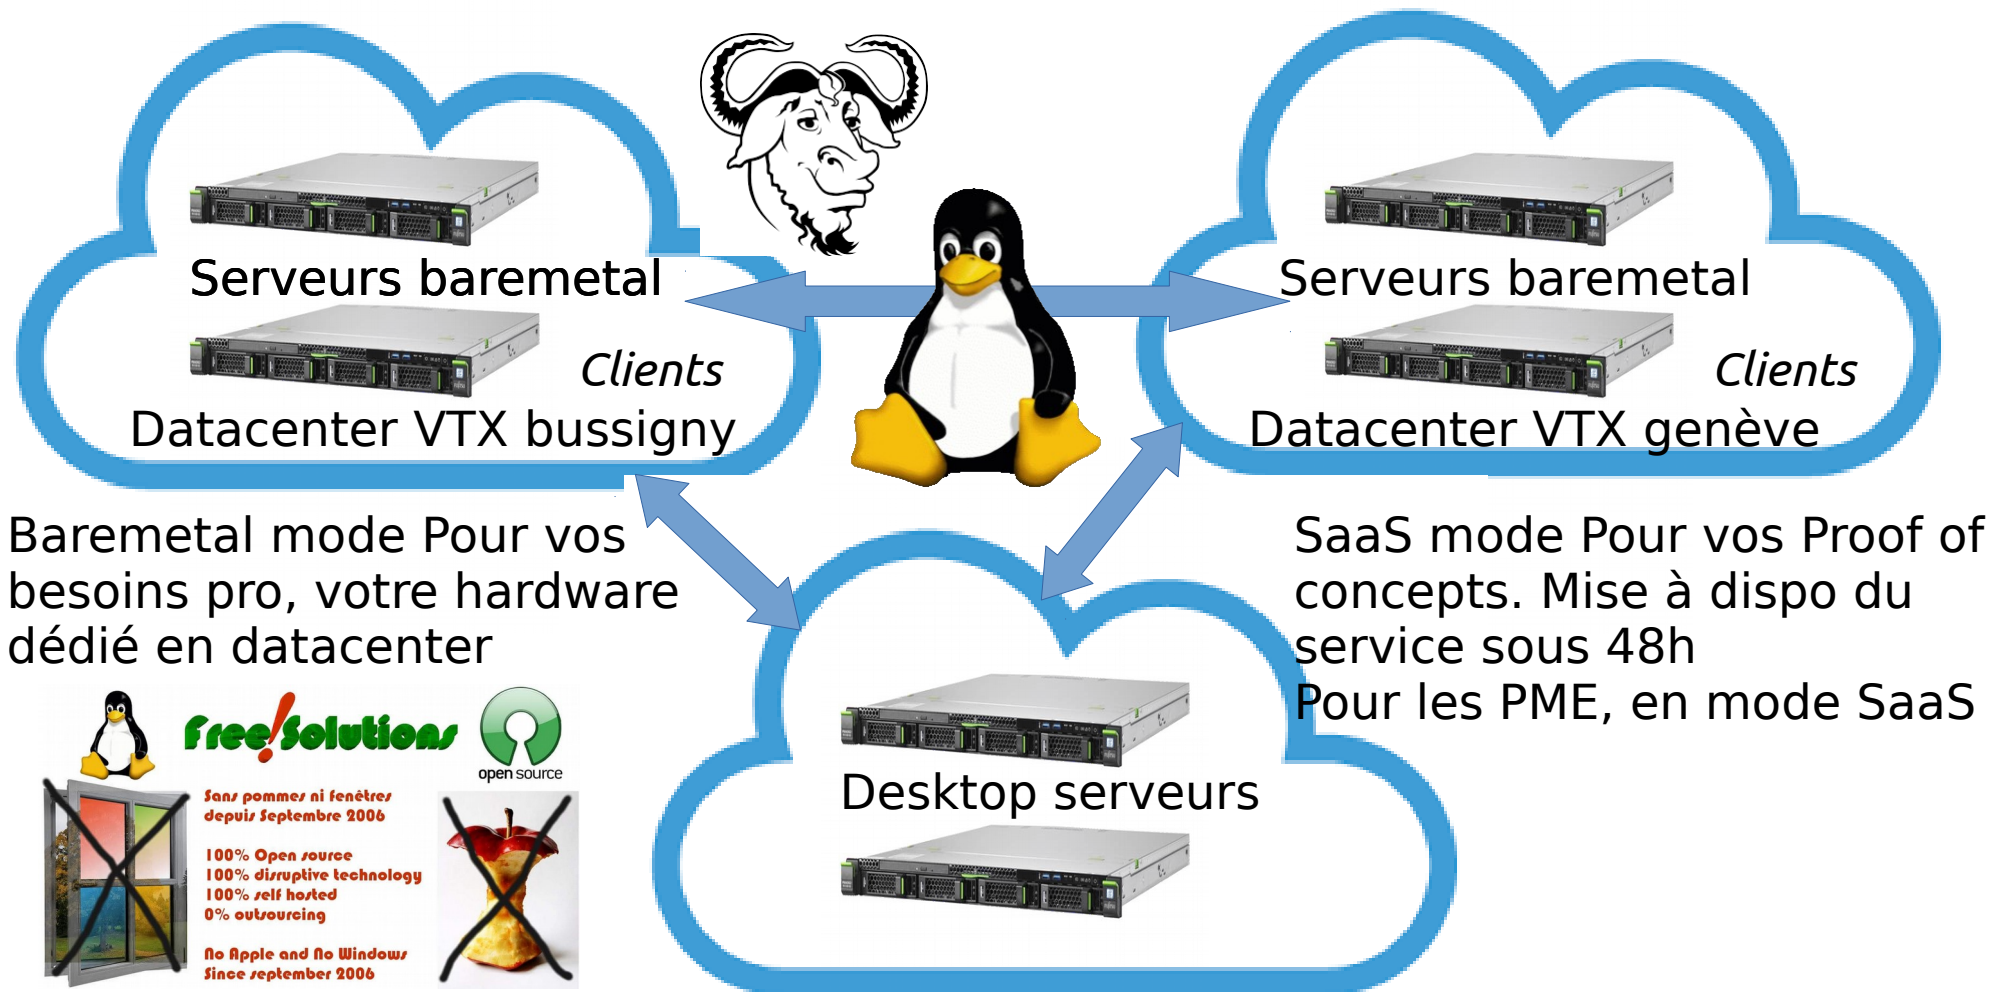 Serveurs baremetal
Clients
Datacenter VTX bussigny
Serveurs baremetal
Clients
Datacenter VTX genève
Baremetal mode Pour vos
besoins pro, votre hardware
dédié en datacenter
SaaS mode Pour vos Proof of
concepts. Mise à dispo du
service sous 48h
Pour les PME, en mode SaaS
Desktop serveurs
Free!Solutions
open source
Sans pommes ni fenêtres
depuis Septembre 2006
100% Open source
100% disruptive technology
100% self hosted
0% outsourcing
No Apple and No Windows
Since september 2006